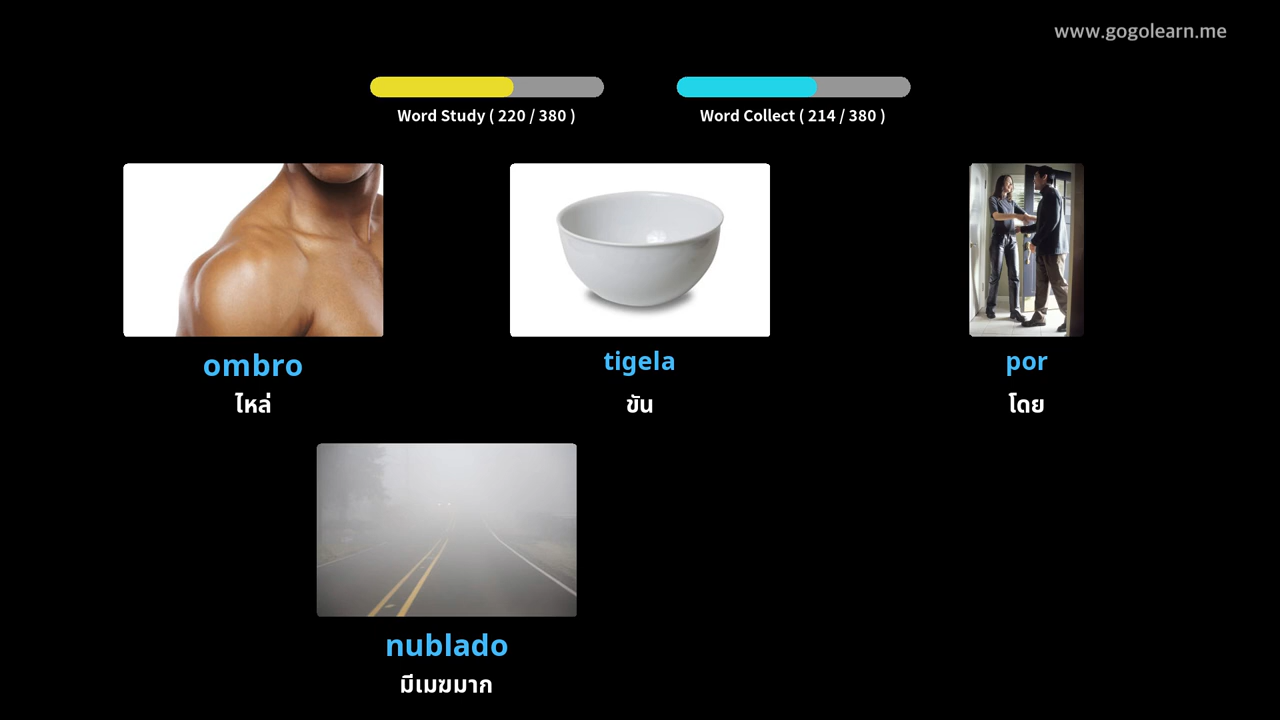 www.gogolearn.me
Word Study ( 220 / 380 )
Word Collect ( 214 / 380 )
ombro
ไหล่
tigela
ขัน
por
โดย
nublado
มีเมฆมาก